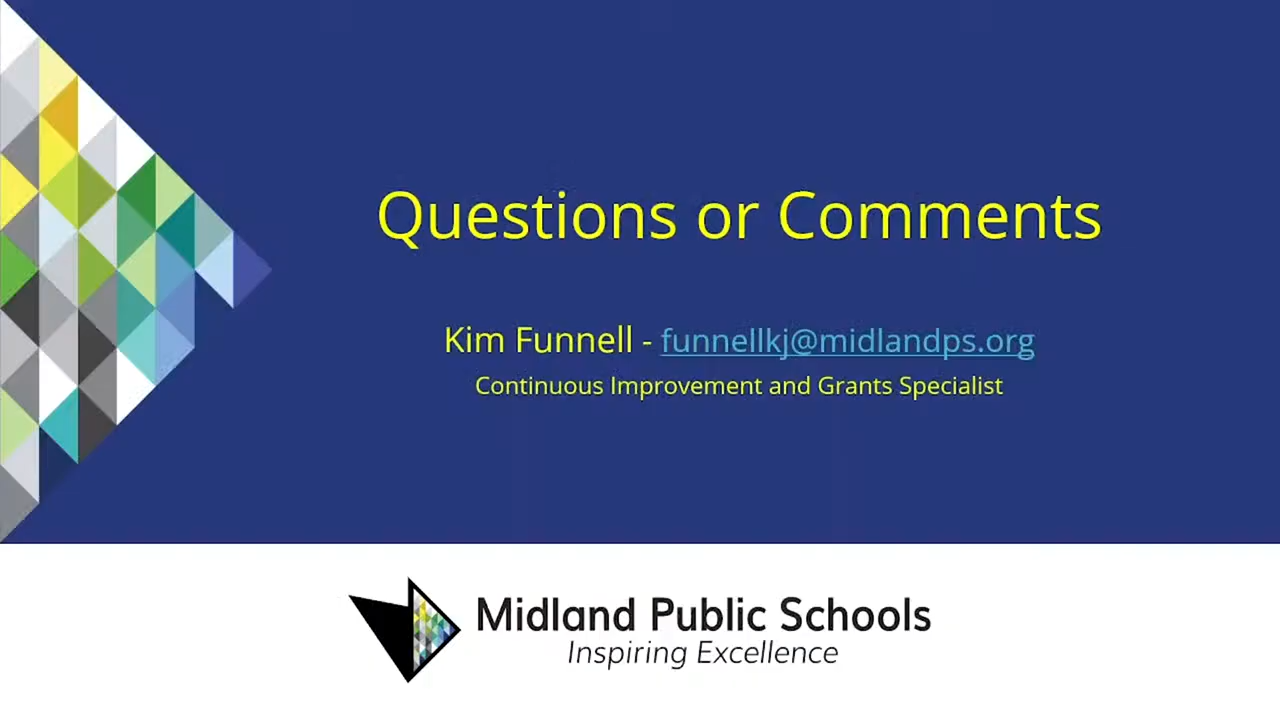 Questions or Comments
Kim Funnell - funnellkj@midlandps.org
Continuous Improvement and Grants Specialist
Midland Public Schools
Inspiring Excellence